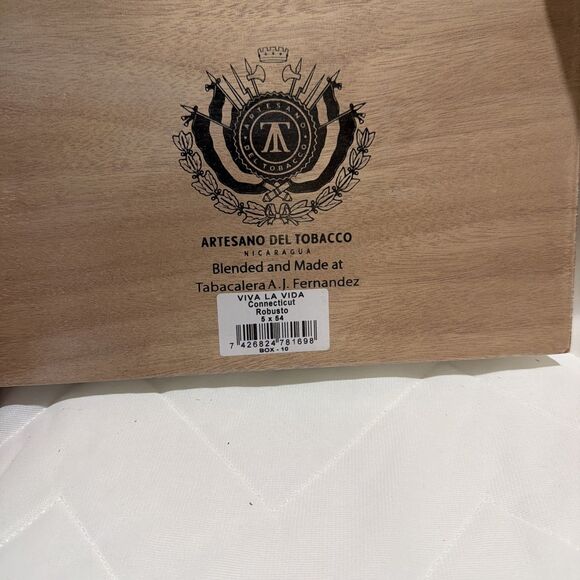 ARTESANO
DEL TOBACCO
ARTESANO DEL TOBACCO
NICARAGUA
Blended and Made at
Tabacalera A.J. Fernandez
VIVA LA VIDA
Connecticut
Robusto
5 x 54
7 426824 781698
BOX - 10